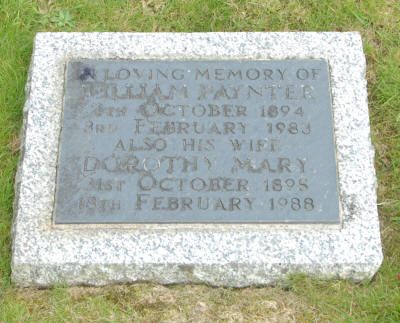 IN LOVING MEMORY OF
WILLIAM PAYNTER
4TH OCTOBER 1894
3RD FEBRUARY 1983
ALSO HIS WIFE
DOROTHY MARY
31ST OCTOBER 1895
18TH FEBRUARY 1988